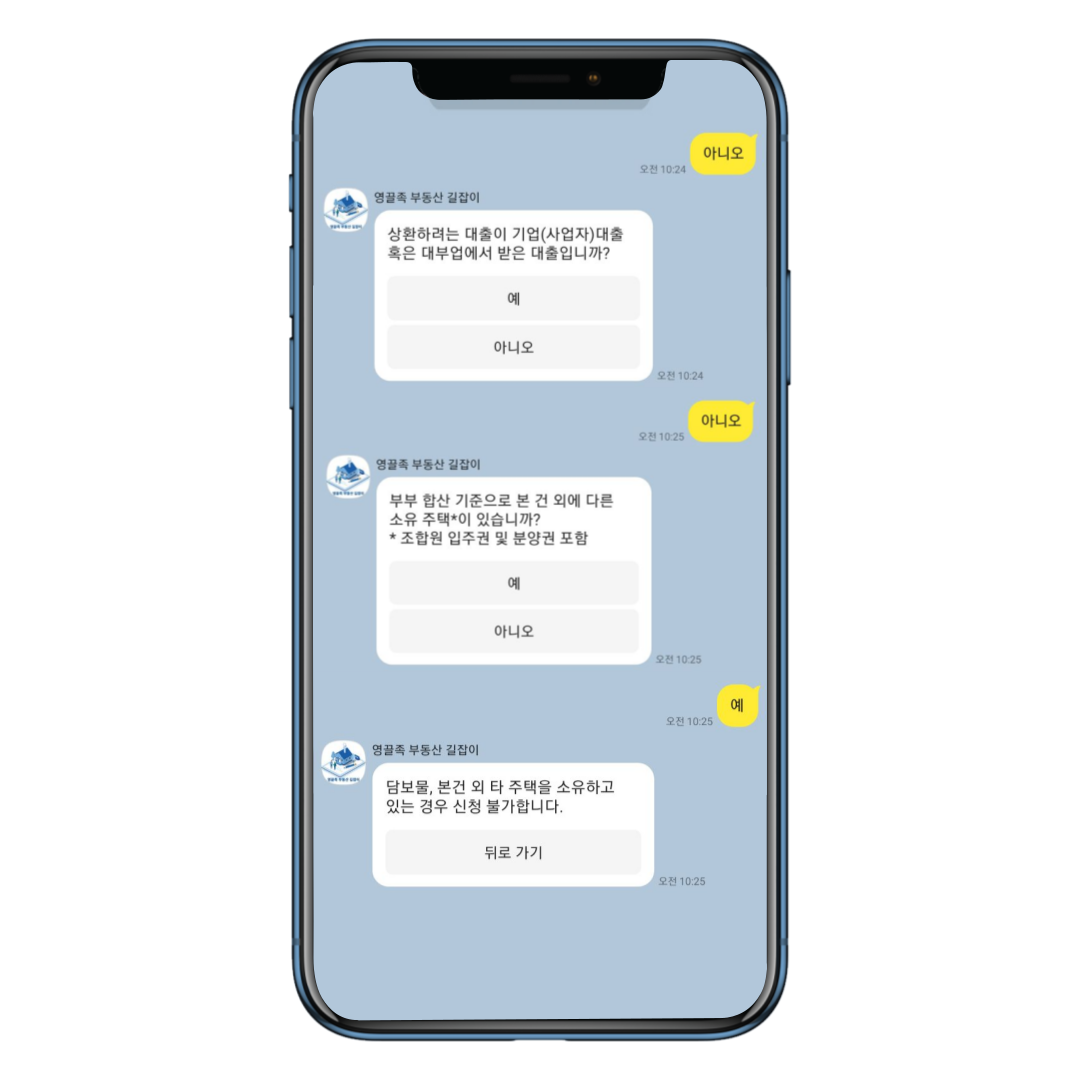 아니오
오전 10:24
영끌족 부동산 길잡이
상환하려는 대출이 기업(사업자)대출
혹은 대부업에서 받은 대출입니까?
예
아니오
오전 10:24
아니오
오전 10:25
영끌족 부동산 길잡이
부부 합산 기준으로 본 건 외에 다른
소유 주택*이 있습니까?
* 조합원 입주권 및 분양권 포함
예
아니오
오전 10:25
예
오전 10:25
영끌족 부동산 길잡이
담보물, 본건 외 타 주택을 소유하고
있는 경우 신청 불가합니다.
뒤로 가기
오전 10:25